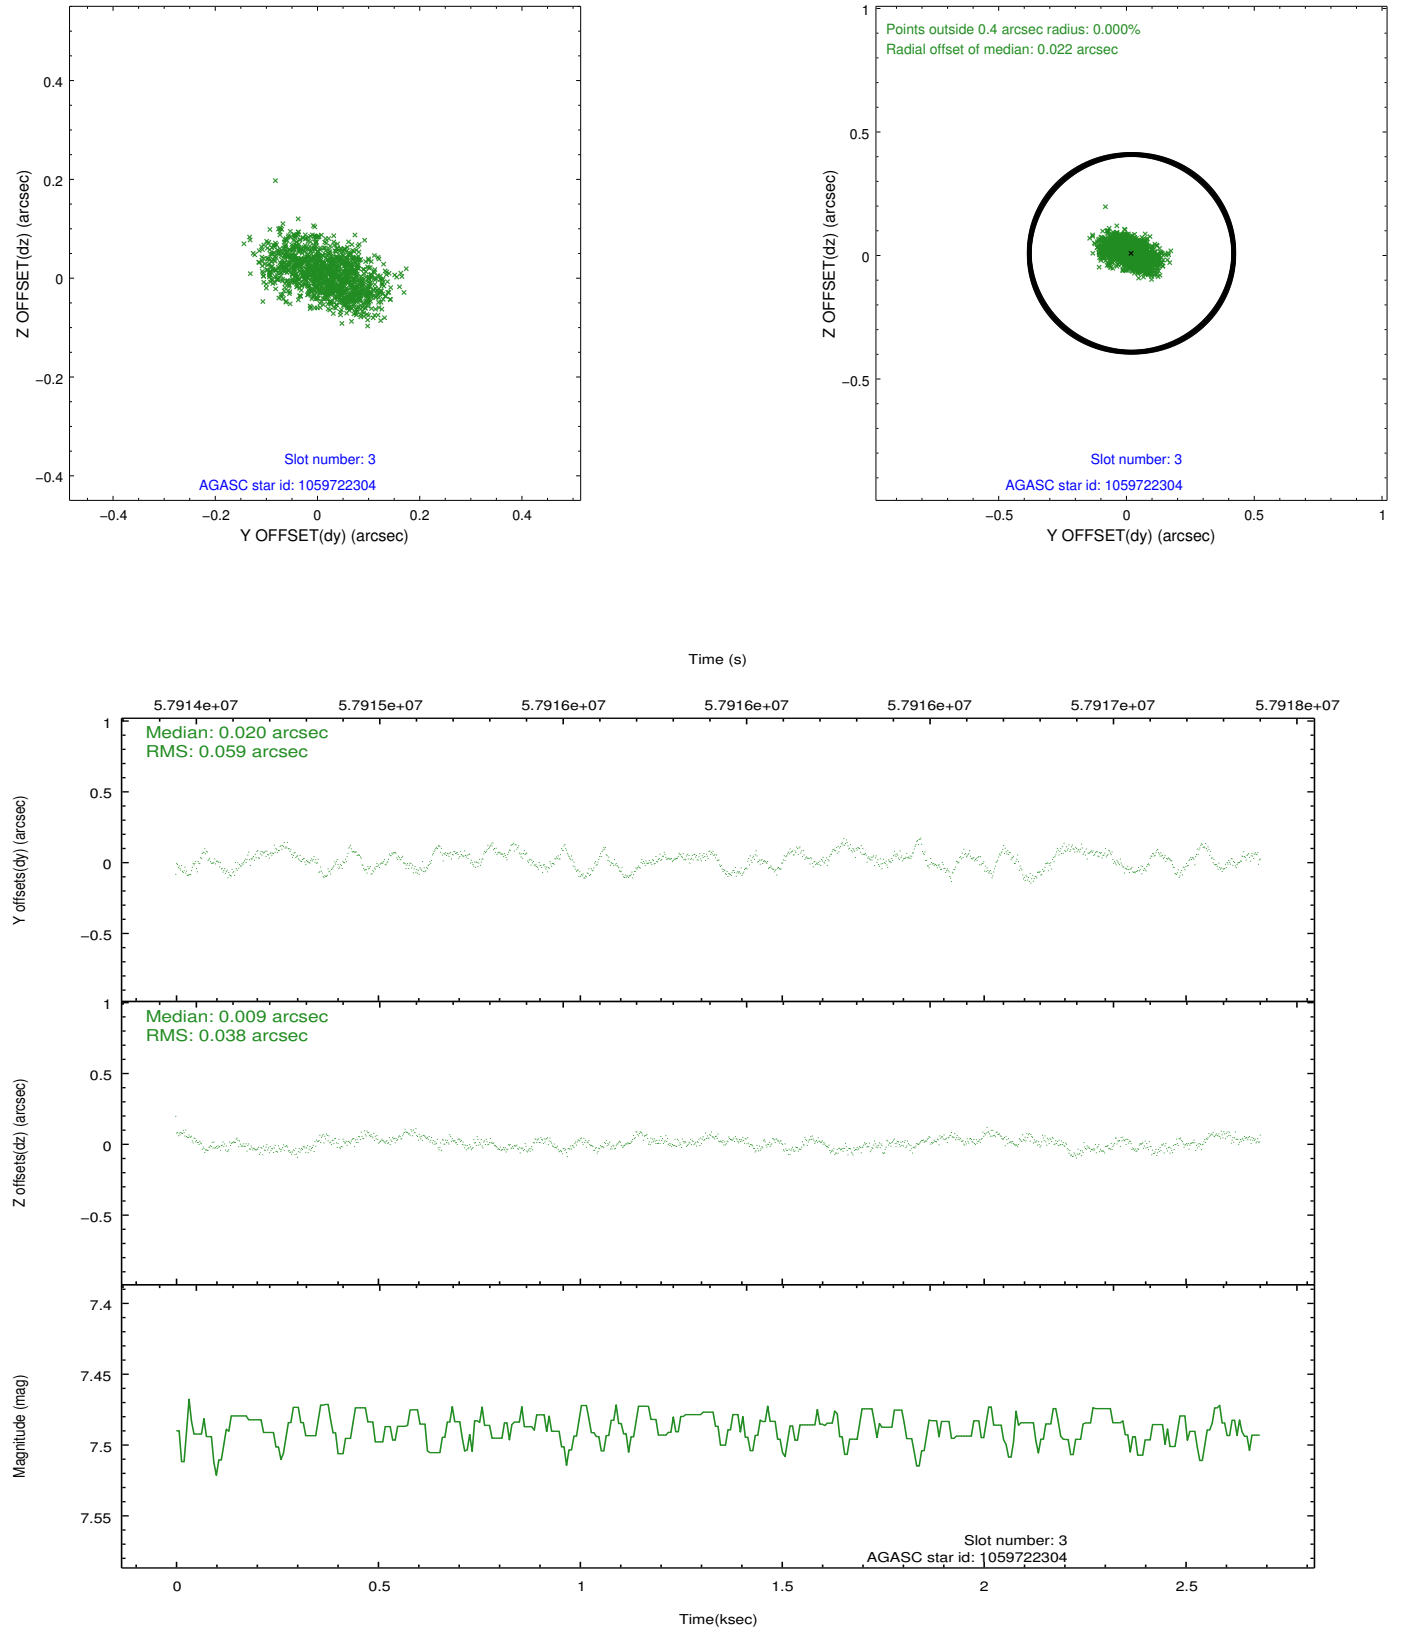 0.4
0.2
0
−0.2
−0.4
Z OFFSET(dz) (arcsec)
Slot number: 3
AGASC star id: 1059722304
−0.4 −0.2 0 0.2 0.4
Y OFFSET(dy) (arcsec)
Points outside 0.4 arcsec radius: 0.000%
Radial offset of median: 0.022 arcsec
1
0.5
0
−0.5
Z OFFSET(dz) (arcsec)
Slot number: 3
AGASC star id: 1059722304
−0.5 0 0.5 1
Y OFFSET(dy) (arcsec)
Time (s)
5.7914e+07 5.7915e+07 5.7916e+07 5.7916e+07 5.7916e+07 5.7917e+07 5.7918e+07
Median: 0.020 arcsec
RMS: 0.059 arcsec
1
0.5
0
−0.5
Y offsets(dy) (arcsec)
Median: 0.009 arcsec
RMS: 0.038 arcsec
1
0.5
0
−0.5
Z offsets(dz) (arcsec)
7.4
7.45
7.5
7.55
Magnitude (mag)
Slot number: 3
AGASC star id: 1059722304
0 0.5 1 1.5 2 2.5
Time(ksec)